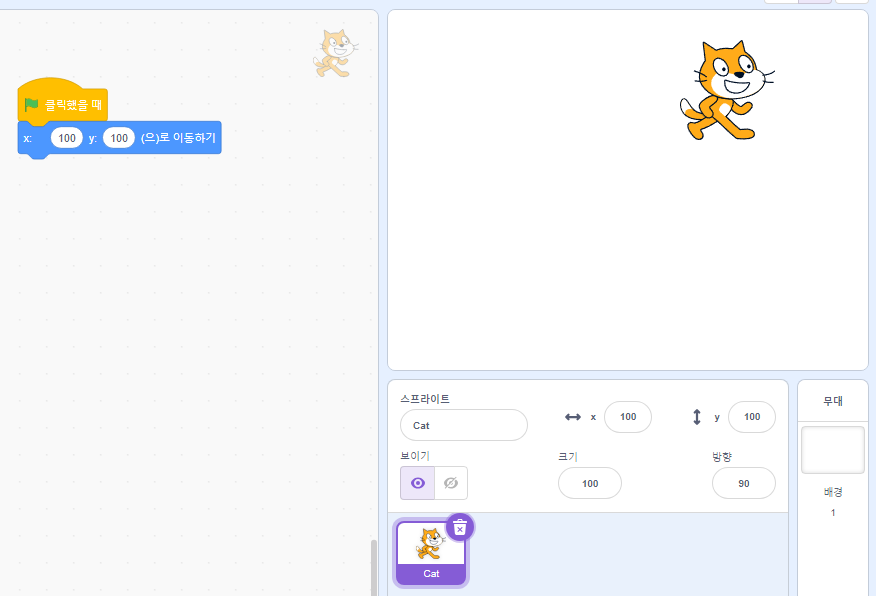 클릭했을 때
x: 100 y: 100 (으)로 이동하기
스프라이트
Cat
x 100
y 100
보이기
크기
100
방향
90
Cat
무대
배경
1